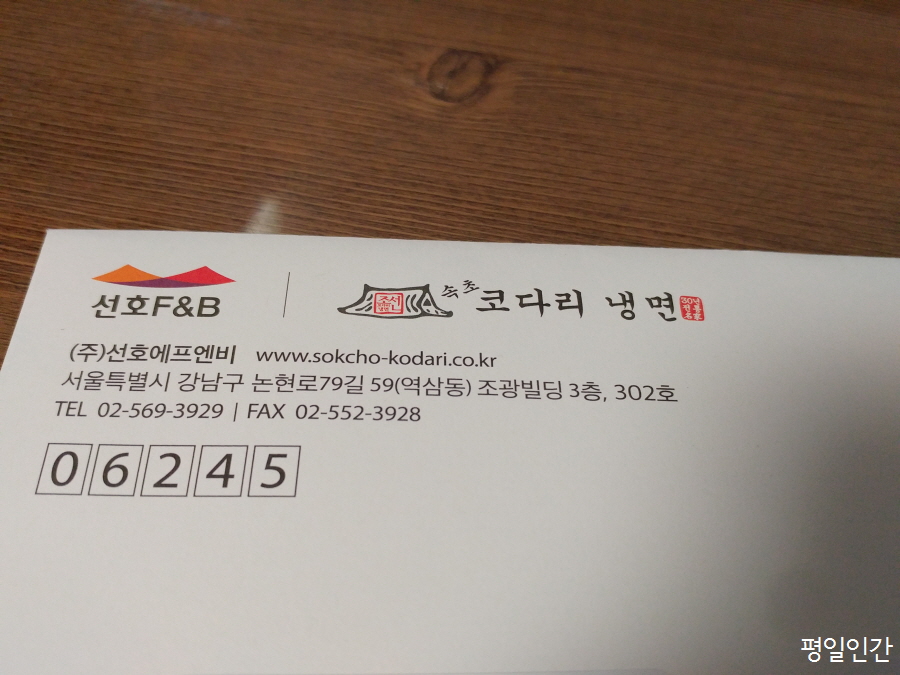 선호F&B
속초 코다리 냉면
(주)선호에프엔비 www.sokcho-kodari.co.kr
서울특별시 강남구 논현로79길 59(역삼동) 조광빌딩 3층, 302호
TEL 02-569-3929 | FAX 02-552-3928
06245
평일인간